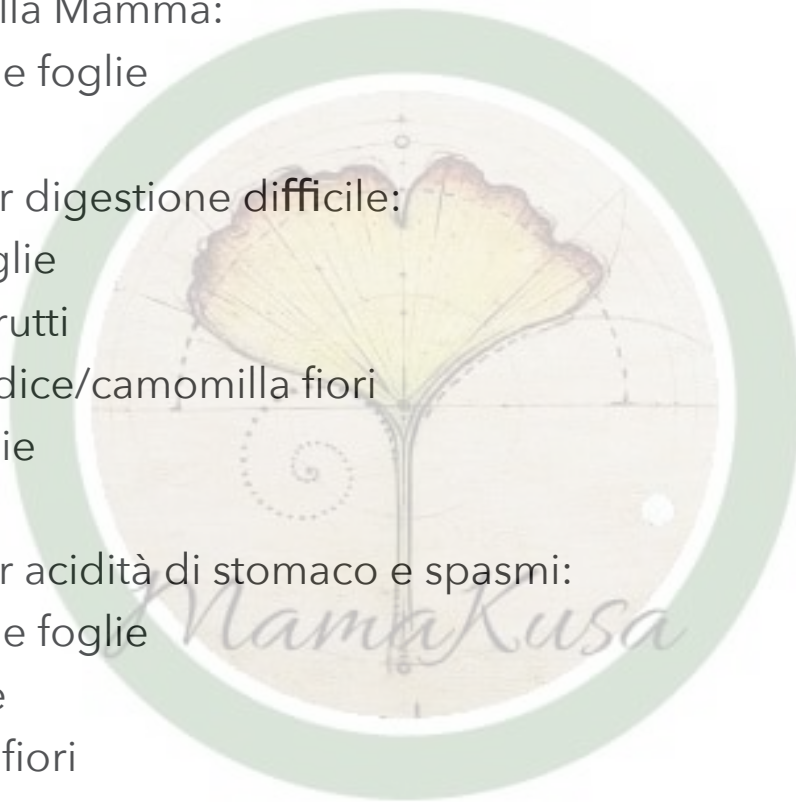 lla Mamma:
e foglie
r digestione difficile:
glie
rutti
dice/camomilla fiori
ie
r acidità di stomaco e spasmi:
MamaKusa
e foglie
e
fiori